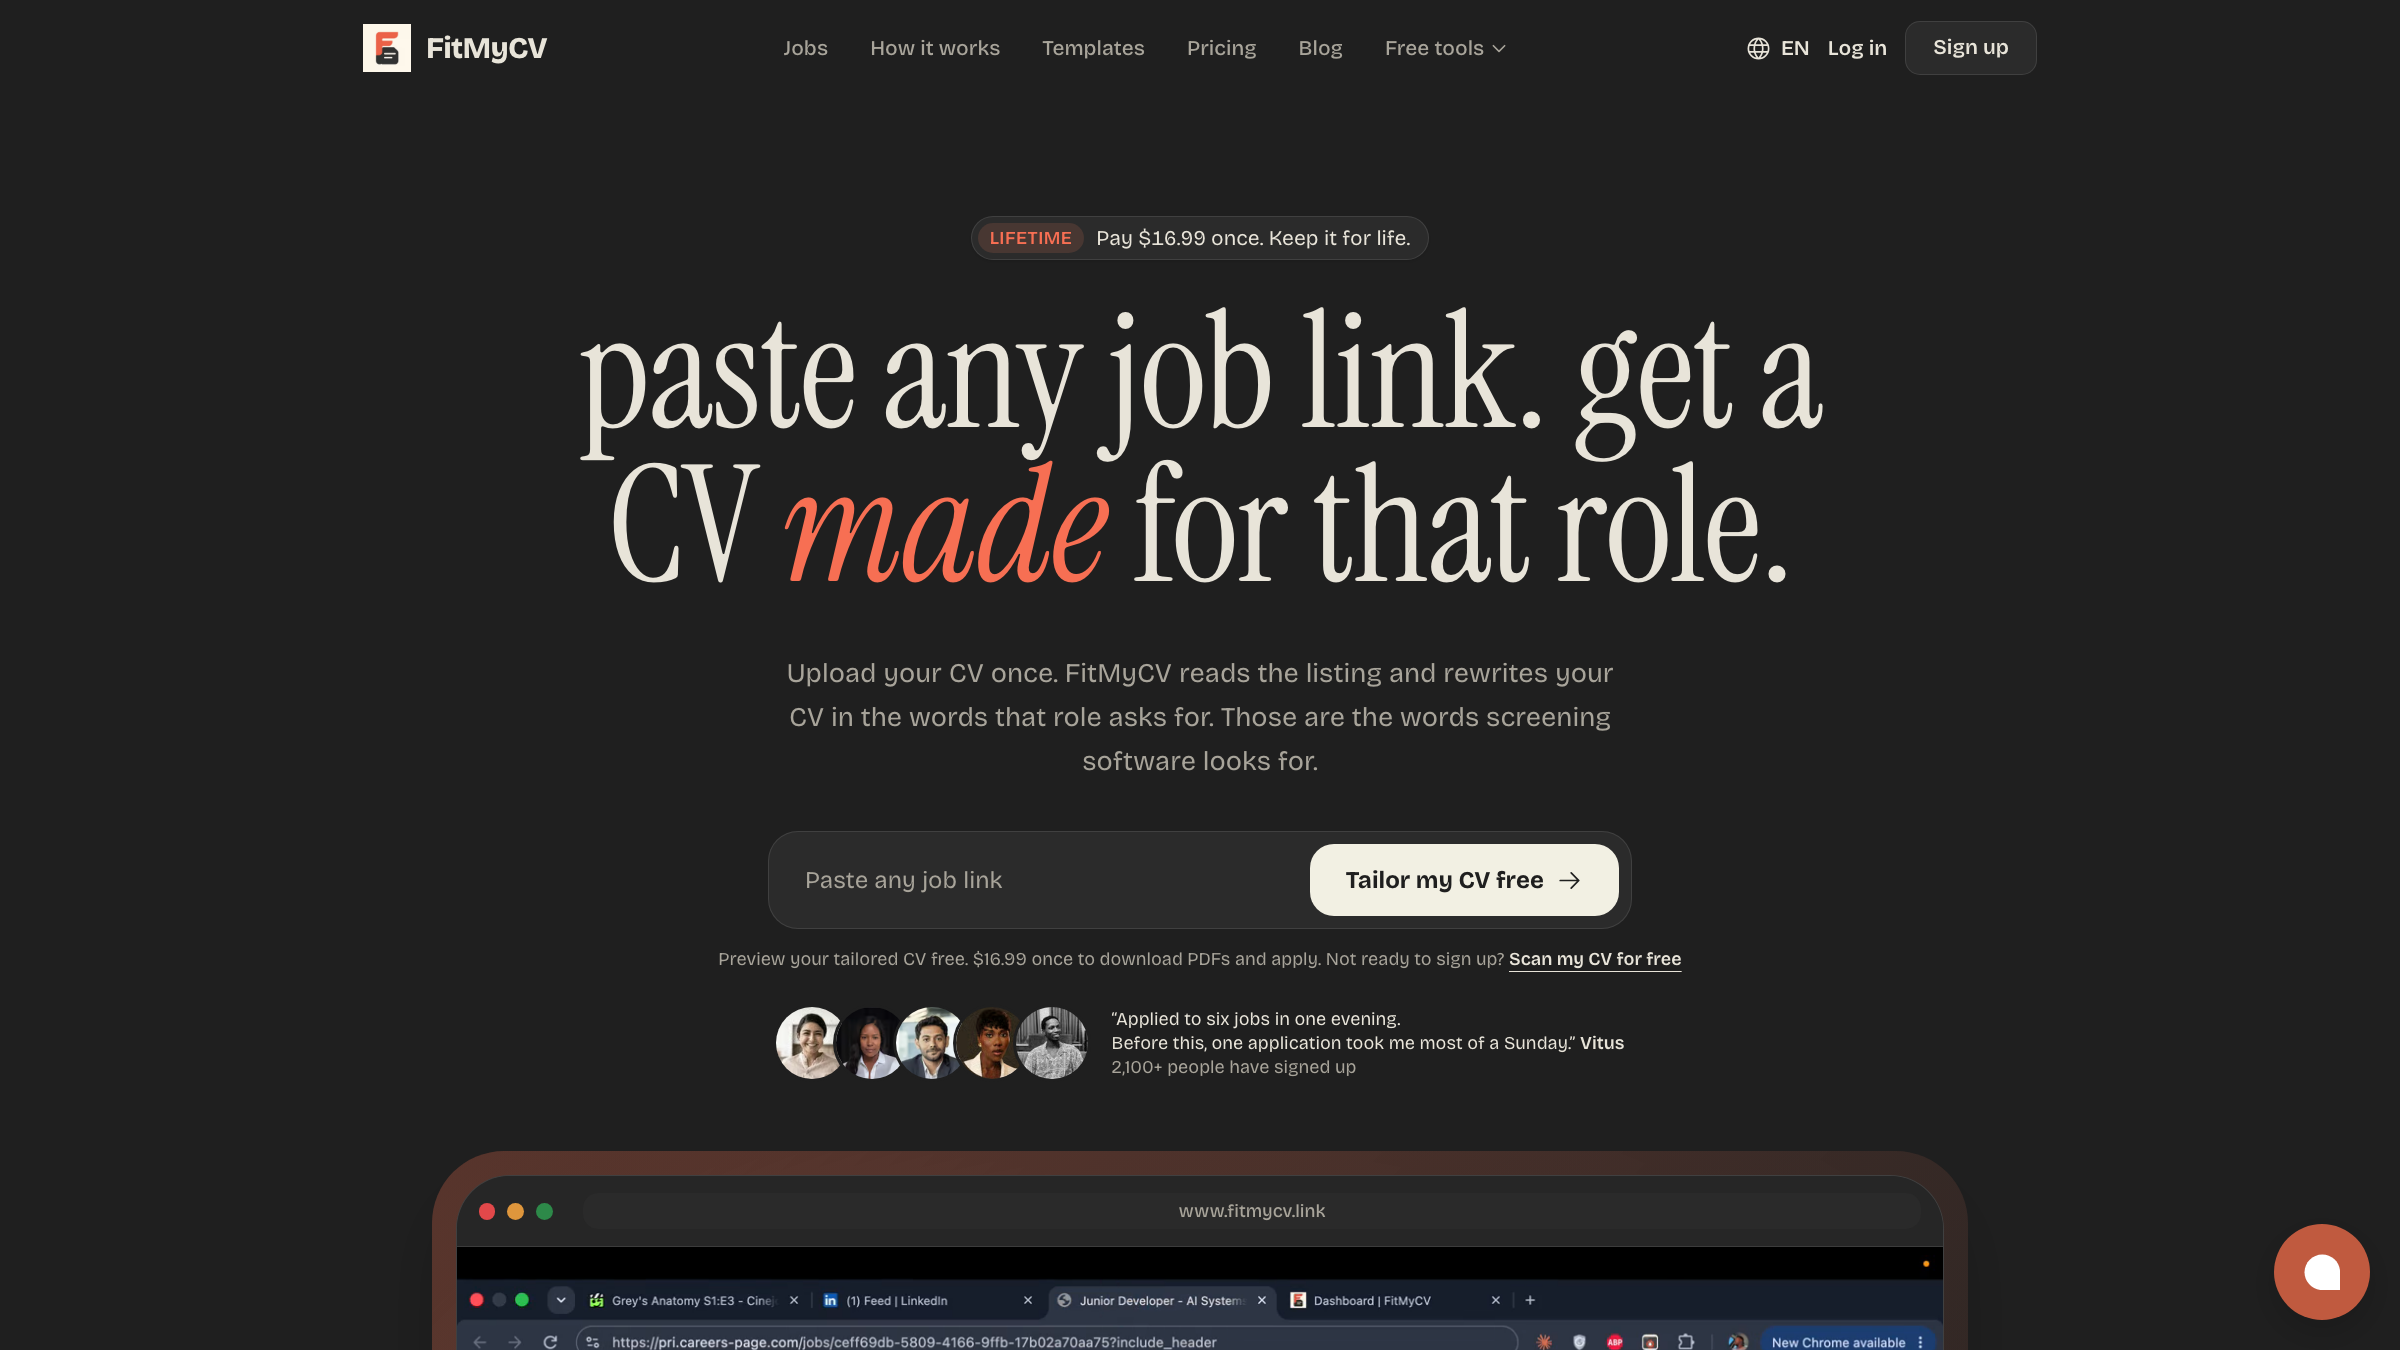 FitMyCV
Jobs
How it works
Templates
Pricing
Blog
Free tools
EN
Log in
Sign up
LIFETIME Pay $16.99 once. Keep it for life.
paste any job link. get a
CV made for that role.
Upload your CV once. FitMyCV reads the listing and rewrites your
CV in the words that role asks for. Those are the words screening
software looks for.
Paste any job link
Tailor my CV free →
Preview your tailored CV free. $16.99 once to download PDFs and apply. Not ready to sign up? Scan my CV for free
“Applied to six jobs in one evening.
Before this, one application took me most of a Sunday.” Vitus
2,100+ people have signed up
www.fitmycv.link
Grey's Anatomy S1:E3 - Cinej
(1) Feed | LinkedIn
Junior Developer - AI System
Dashboard | FitMyCV
https://pri.careers-page.com/jobs/ceff69db-5809-4166-9ffb-17b02a70aa75?include_header
ABP
New Chrome available